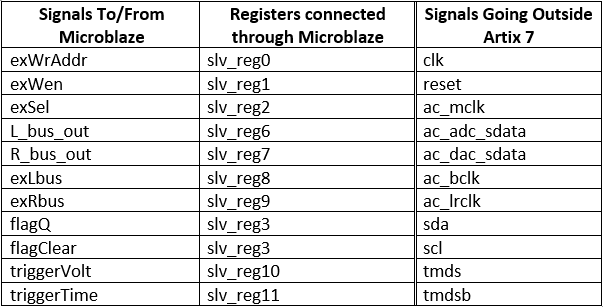 Signals To/From Microblaze Registers connected through Microblaze Signals Going Outside Artix 7
exWrAddr slv_reg0 clk
exWen slv_reg1 reset
exSel slv_reg2 ac_mclk
L_bus_out slv_reg6 ac_adc_sdata
R_bus_out slv_reg7 ac_dac_sdata
exLbus slv_reg8 ac_bclk
exRbus slv_reg9 ac_lrclk
flagQ slv_reg3 sda
flagClear slv_reg3 scl
triggerVolt slv_reg10 tmds
triggerTime slv_reg11 tmdsb